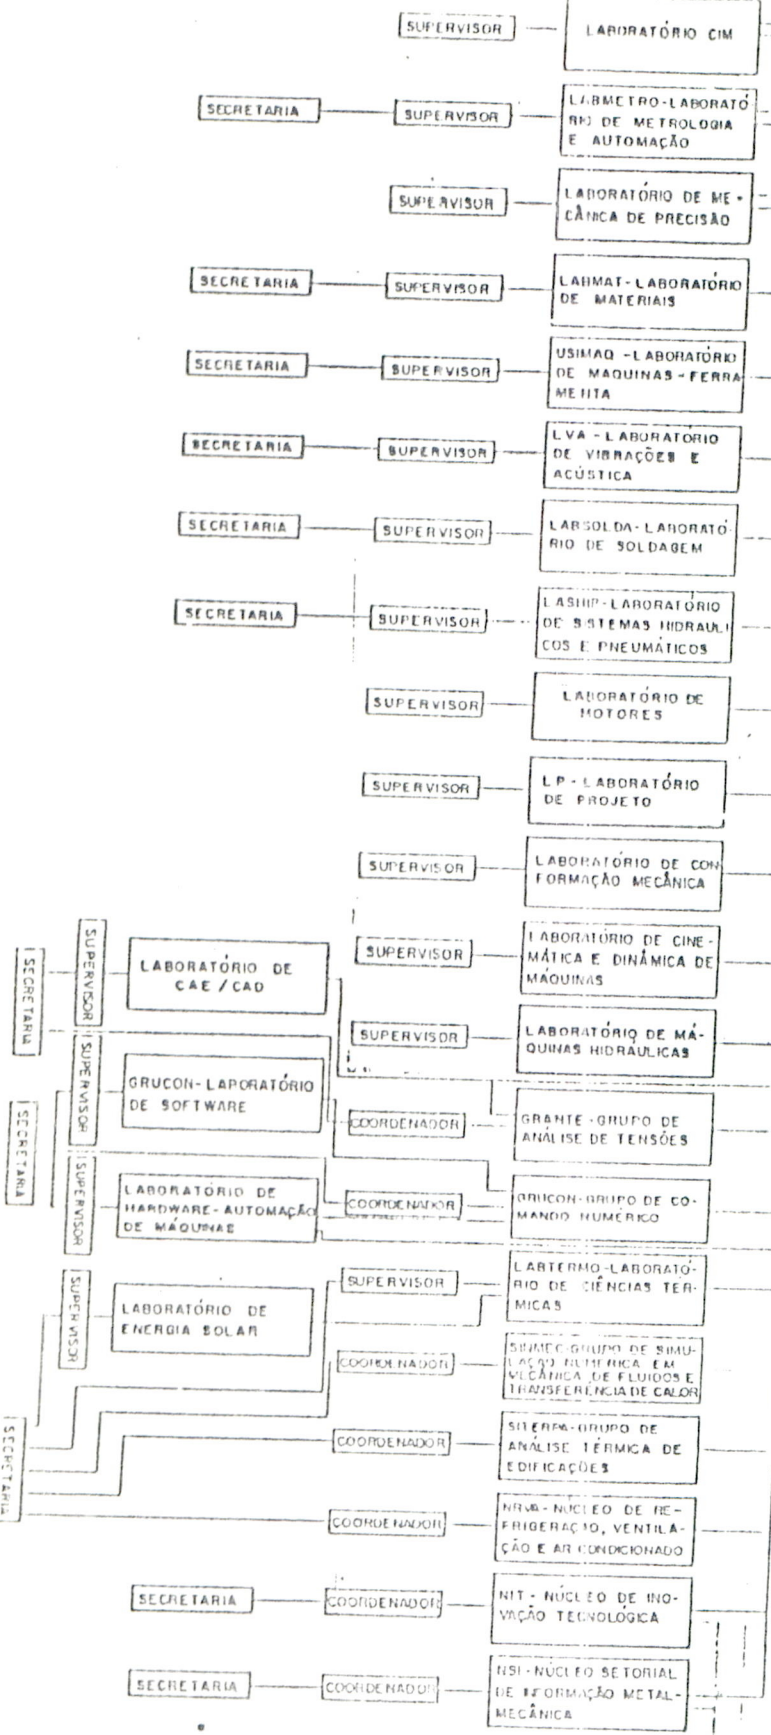 SUPERVISOR
LABORATÓRIO CIM
SECRETARIA
SUPERVISOR
LABMETRO-LABORATÓ
RIO DE METROLOGIA
E AUTOMAÇÃO
SUPERVISOR
LABORATÓRIO DE ME-
CÂNICA DE PRECISÃO
SECRETARIA
SUPERVISOR
LABMAT-LABORATÓRIO
DE MATERIAIS
SECRETARIA
SUPERVISOR
USIMAQ-LABORATÓRIO
DE MAQUINAS-FERRA
MENTA
SECRETARIA
SUPERVISOR
LVA-LABORATÓRIO
DE VIBRAÇÕES E
ACÚSTICA
SECRETARIA
SUPERVISOR
LABSOLDA-LABORATÓ-
RIO DE SOLDAGEM
SECRETARIA
SUPERVISOR
LASHIP-LABORATÓRIO
DE SISTEMAS HIDRAULI
COS E PNEUMÁTICOS
SUPERVISOR
LABORATÓRIO DE
MOTORES
SUPERVISOR
LP-LABORATÓRIO
DE PROJETO
SUPERVISOR
LABORATÓRIO DE CON
FORMAÇÃO MECÂNICA
SECRETARIA
SUPERVISOR
LABORATÓRIO DE
CAE/CAD
SUPERVISOR
LABORATÓRIO DE CINE-
MÁTICA E DINÂMICA DE
MÁQUINAS
SUPERVISOR
LABORATÓRIO DE MÁ-
QUINAS HIDRAULICAS
SECRETARIA
SUPERVISOR
GRUCON-LAPORATÓRIO
DE SOFTWARE
COORDENADOR
GRANTE-GRUPO DE
ANÁLISE DE TENSÕES
SUPERVISOR
LABORATÓRIO DE
HARDWARE-AUTOMAÇÃO
DE MÁQUINAS
COORDENADOR
GRUCON-GRUPO DE CO-
MANDO NUMÉRICO
SUPERVISOR
LABTERMO-LABORATÓ-
RIO DE CIÊNCIAS TÉR-
MICAS
SUPERVISOR
LABORATÓRIO DE
ENERGIA SOLAR
COORDENADOR
SINMEC-GRUPO DE SIMU-
LAÇÃO NUMÉRICA EM
MECÂNICA DE FLUIDOS E
TRANSFERÊNCIA DE CALOR
SECRETARIA
COORDENADOR
SITERPA-GRUPO DE
ANÁLISE TÉRMICA DE
EDIFICAÇÕES
COORDENADOR
NRVA-NÚCLEO DE RE-
FRIGERAÇÃO, VENTILA-
ÇÃO E AR CONDICIONADO
SECRETARIA
COORDENADOR
NIT-NÚCLEO DE INO-
VAÇÃO TECNOLÓGICA
SECRETARIA
COORDENADOR
NSI-NÚCLEO SETORIAL
DE INFORMAÇÃO METAL-
MECÂNICA